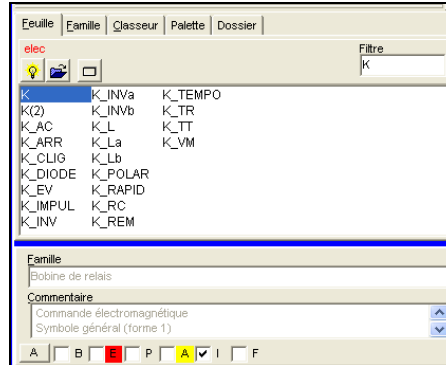 Feuille Famille Classeur Palette Dossier
elec
Filtre
K
K K_INVa K_TEMPO
K(2) K_INVb K_TR
K_AC K_L K_TT
K_ARR K_La K_VM
K_CLIG K_Lb
K_DIODE K_POLAR
K_EV K_RAPID
K_IMPUL K_RC
K_INV K_REM
Famille
Bobine de relais
Commentaire
Commande électromagnétique
Symbole général (forme 1)
A B E P A I F